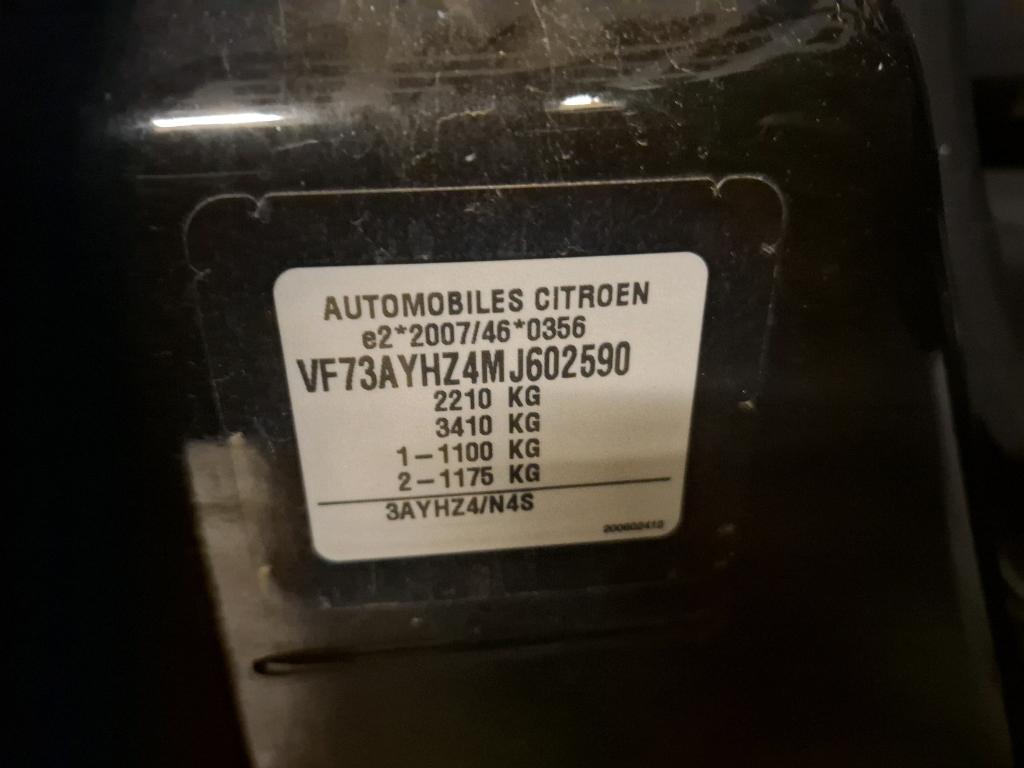 AUTOMOBILES CITROEN
e2*2007/46*0356
VF73AYHZ4MJ602590
2210 KG
3410 KG
1-1100 KG
2-1175 KG
3AYHZ4/N4S
200602412